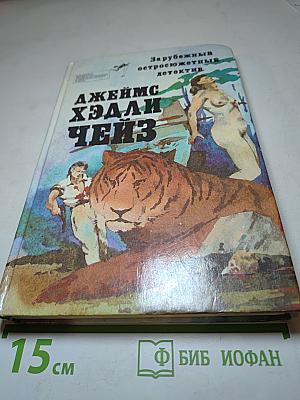 Зарубежный
остросюжетный
детектив
ДЖЕЙМС
ХЭДЛИ
ЧЕЙЗ
15 см
Ф БИБ ИОФАН